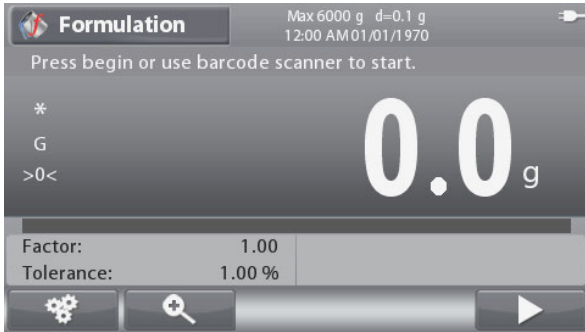 Formulation
Max 6000 g d=0.1 g
12:00 AM 01/01/1970
Press begin or use barcode scanner to start.
*
G
>0<
0.0 g
Factor: 1.00
Tolerance: 1.00 %